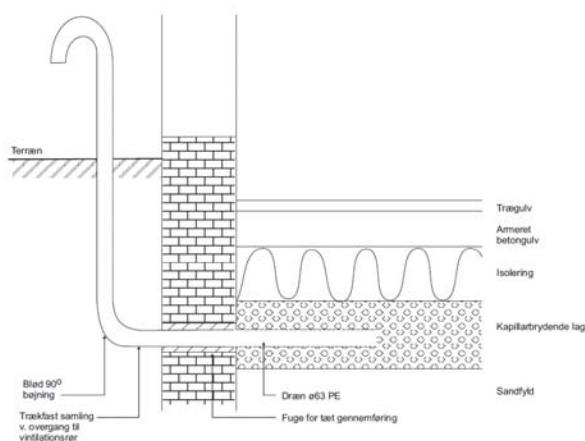 Terræn
Trægulv
Armeret
betongulv
Isolering
Kapillarbrydende lag
Sandfyld
Blød 90°
bøjning
Trækfast samling
v. overgang til
vintilationsrør
Dræn ø63 PE
Fuge for tæt gennemføring